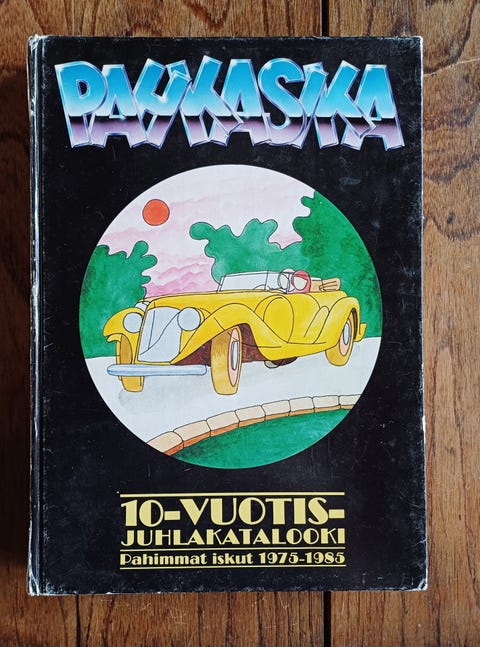 PAHKASIKA
10-VUOTIS-
JUHLAKATALOOKI
Pahimmat iskut 1975-1985